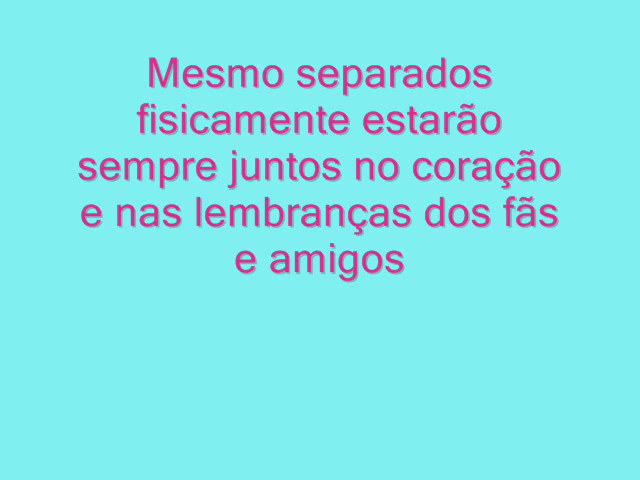 Mesmo separados
fisicamente estarão
sempre juntos no coração
e nas lembranças dos fãs
e amigos